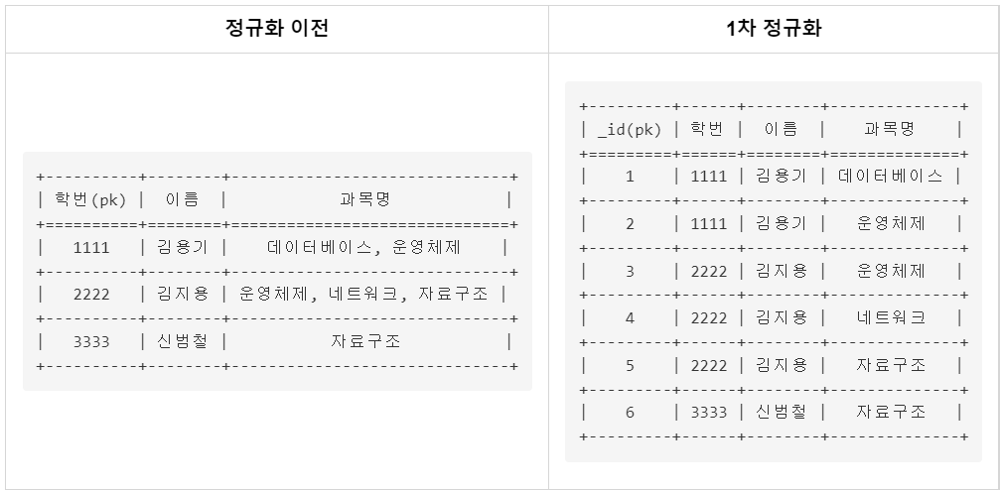 정규화 이전
1차 정규화
+----------+--------+------------------------------+
| 학번(pk) | 이름 | 과목명 |
+==========+========+==============================+
| 1111 | 김용기 | 데이터베이스, 운영체제 |
+----------+--------+------------------------------+
| 2222 | 김지용 | 운영체제, 네트워크, 자료구조 |
+----------+--------+------------------------------+
| 3333 | 신범철 | 자료구조 |
+----------+--------+------------------------------+
+---------+------+--------+--------------+
| _id(pk) | 학번 | 이름 | 과목명 |
+=========+======+========+==============+
| 1 | 1111 | 김용기 | 데이터베이스 |
+---------+------+--------+--------------+
| 2 | 1111 | 김용기 | 운영체제 |
+---------+------+--------+--------------+
| 3 | 2222 | 김지용 | 운영체제 |
+---------+------+--------+--------------+
| 4 | 2222 | 김지용 | 네트워크 |
+---------+------+--------+--------------+
| 5 | 2222 | 김지용 | 자료구조 |
+---------+------+--------+--------------+
| 6 | 3333 | 신범철 | 자료구조 |
+---------+------+--------+--------------+